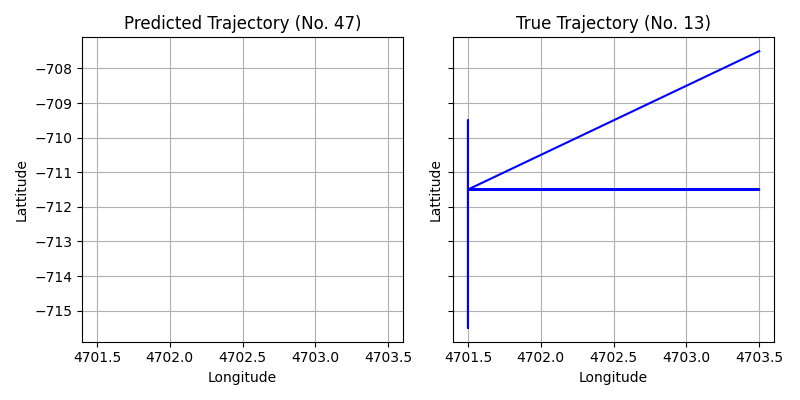 Predicted Trajectory (No. 47)
True Trajectory (No. 13)
Lattitude
−708
−709
−710
−711
−712
−713
−714
−715
4701.5 4702.0 4702.5 4703.0 4703.5
Longitude
Lattitude
4701.5 4702.0 4702.5 4703.0 4703.5
Longitude